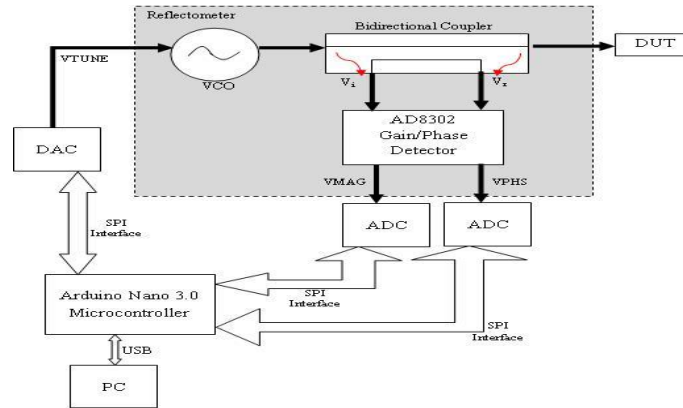 Reflectometer
Bidirectional Coupler
DUT
VTUNE
VCO
Vi
Vr
AD8302
Gain/Phase
Detector
DAC
VMAG
VPHS
ADC
ADC
SPI
Interface
Arduino Nano 3.0
Microcontroller
SPI
Interface
SPI
Interface
USB
PC